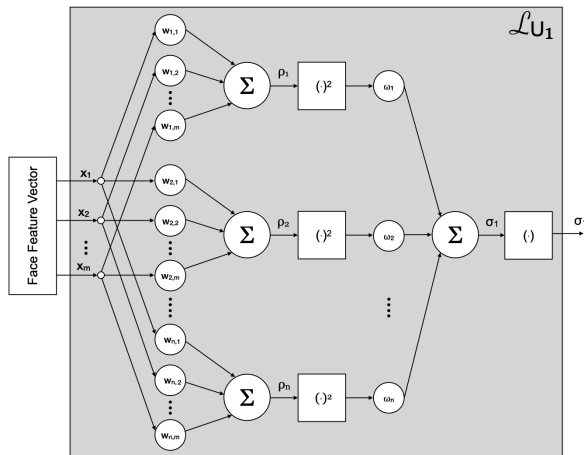 ℒU₁
w₁,₁
w₁,₂
w₁,ₘ
Σ
ρ₁
(·)²
ω₁
Face Feature Vector
x₁
x₂
xₘ
w₂,₁
w₂,₂
w₂,ₘ
Σ
ρ₂
(·)²
ω₂
Σ
σ₁
(·)
σ
wₙ,₁
wₙ,₂
wₙ,ₘ
Σ
ρₙ
(·)²
ωₙ